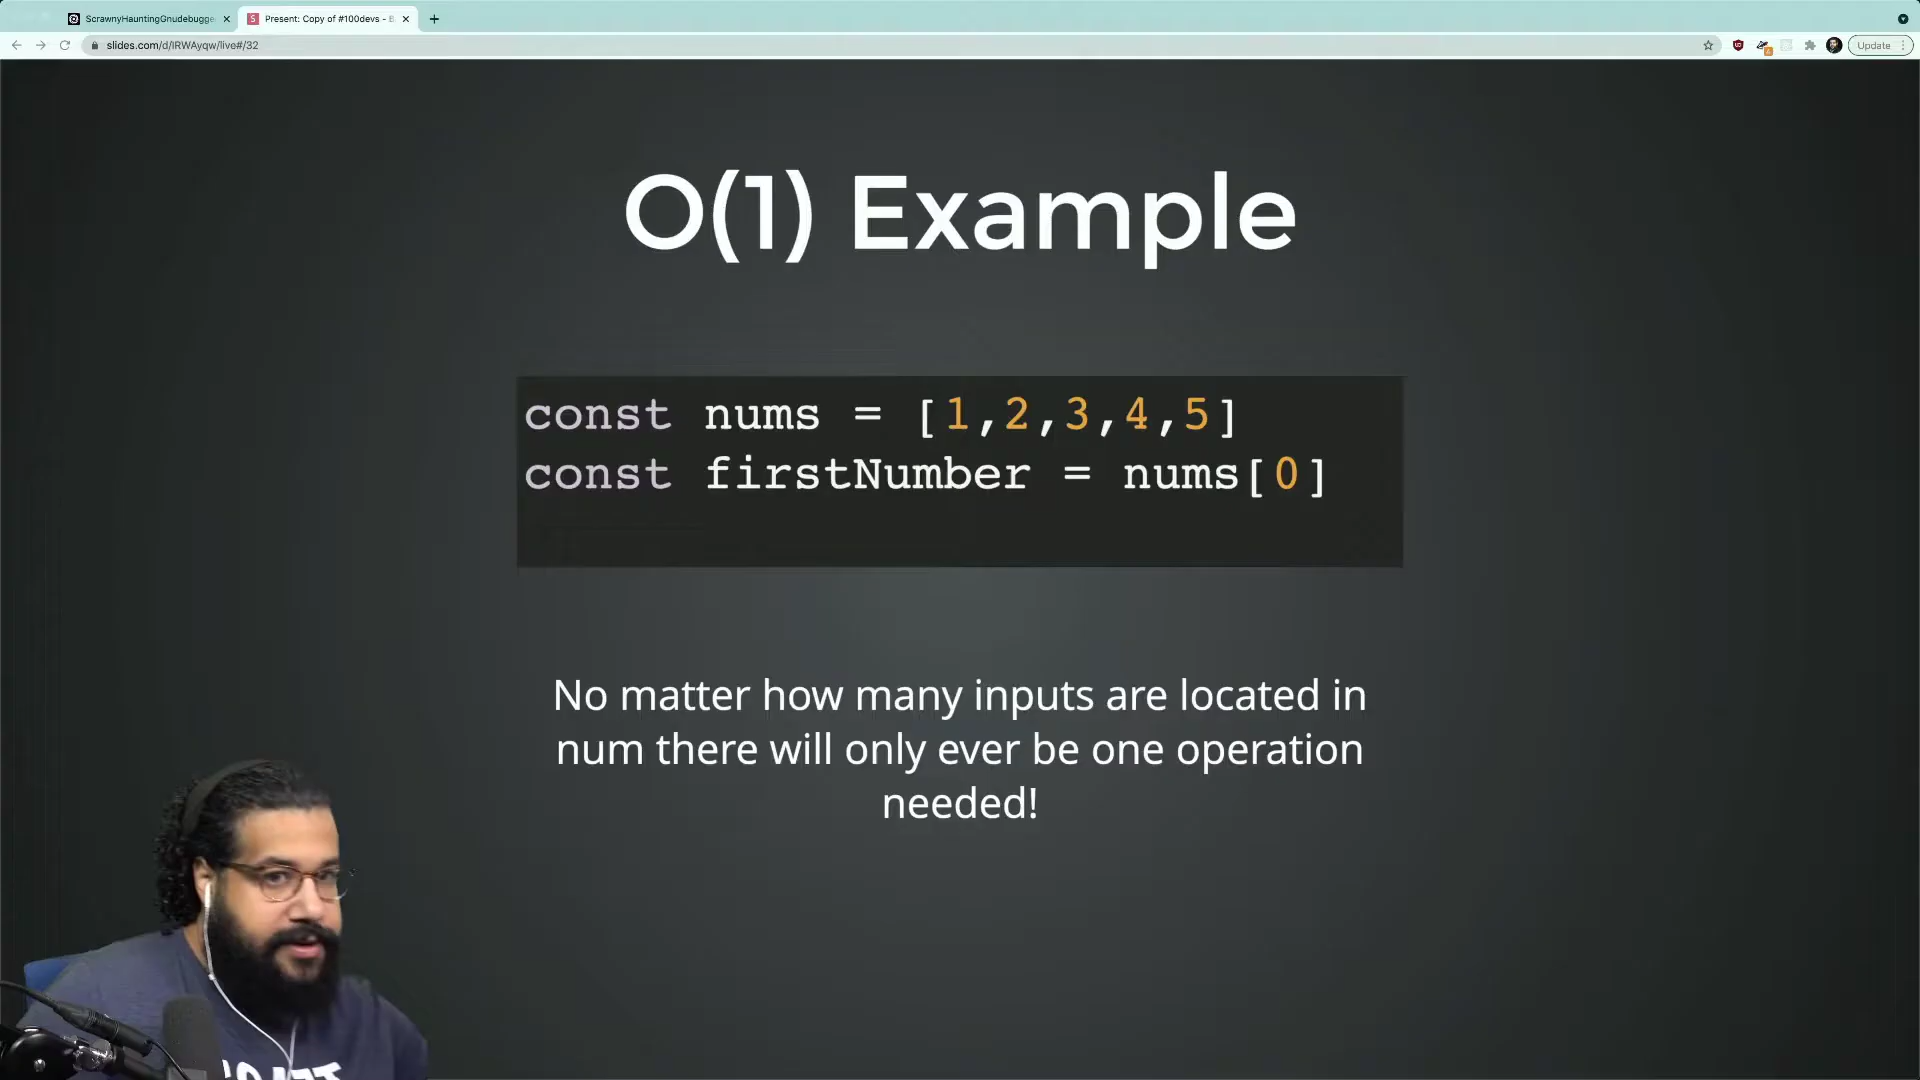 ScrawnyHauntingGnudebugge
Present: Copy of #100devs - B
slides.com/d/IRWAyqw/live#/32
Update
O(1) Example
const nums = [1,2,3,4,5]
const firstNumber = nums[0]
No matter how many inputs are located in
num there will only ever be one operation
needed!